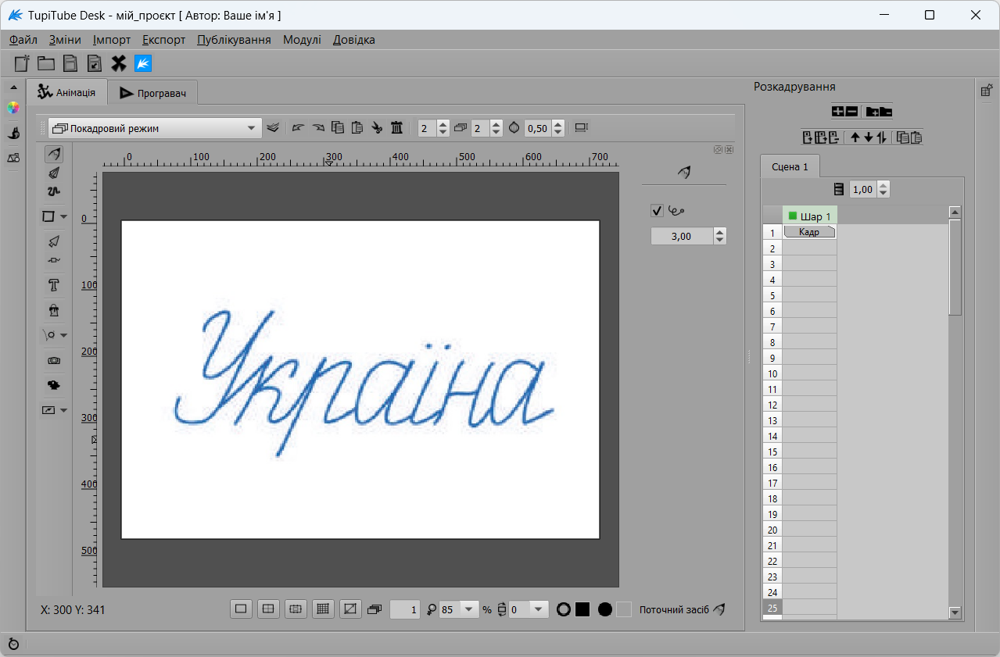 TupiTube Desk - мій_проєкт [ Автор: Ваше ім'я ]
Файл Зміни Імпорт Експорт Публікування Модулі Довідка
Анімація Програвач
Розкадрування
Покадровий режим 2 2 0,50
Сцена 1
1,00
0 100 200 300 400 500 600 700
0
100
200
300
400
500
3,00
Україна
Шар 1
1 Кадр
2
3
4
5
6
7
8
9
10
11
12
13
14
15
16
17
18
19
20
21
22
23
24
25
X: 300 Y: 341 1 85 % 0 Поточний засіб